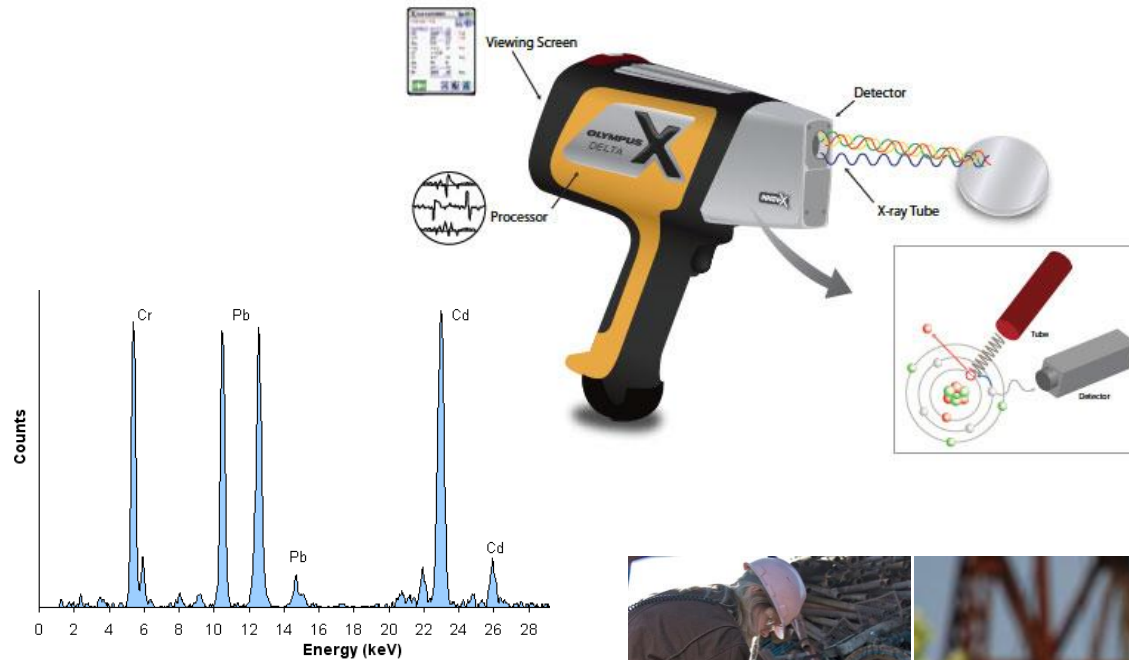 Viewing Screen
Detector
OLYMPUS
DELTA
X
X-ray Tube
Processor
Tube
Detector
Cr
Pb
Cd
Pb
Cd
Counts
0 2 4 6 8 10 12 14 16 18 20 22 24 26 28
Energy (keV)